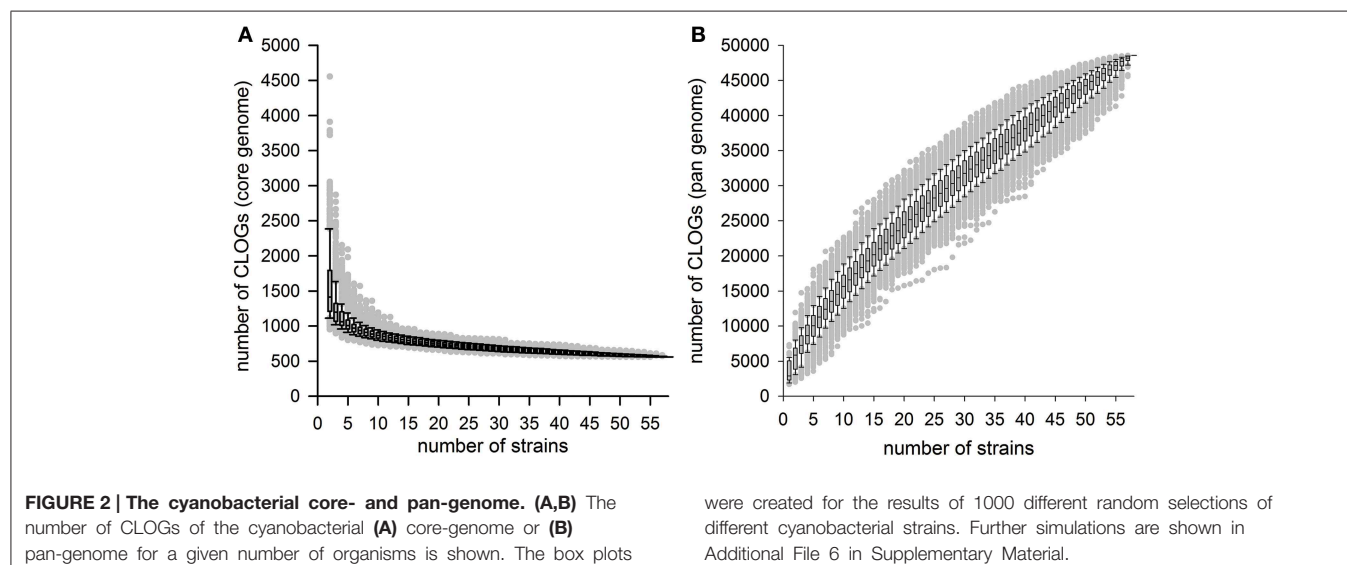 A
5000
4500
4000
3500
3000
2500
2000
1500
1000
500
0
number of CLOGs (core genome)
0 5 10 15 20 25 30 35 40 45 50 55
number of strains
B
50000
45000
40000
35000
30000
25000
20000
15000
10000
5000
0
number of CLOGs (pan genome)
0 5 10 15 20 25 30 35 40 45 50 55
number of strains
FIGURE 2 | The cyanobacterial core- and pan-genome. (A,B) The
number of CLOGs of the cyanobacterial (A) core-genome or (B)
pan-genome for a given number of organisms is shown. The box plots
were created for the results of 1000 different random selections of
different cyanobacterial strains. Further simulations are shown in
Additional File 6 in Supplementary Material.